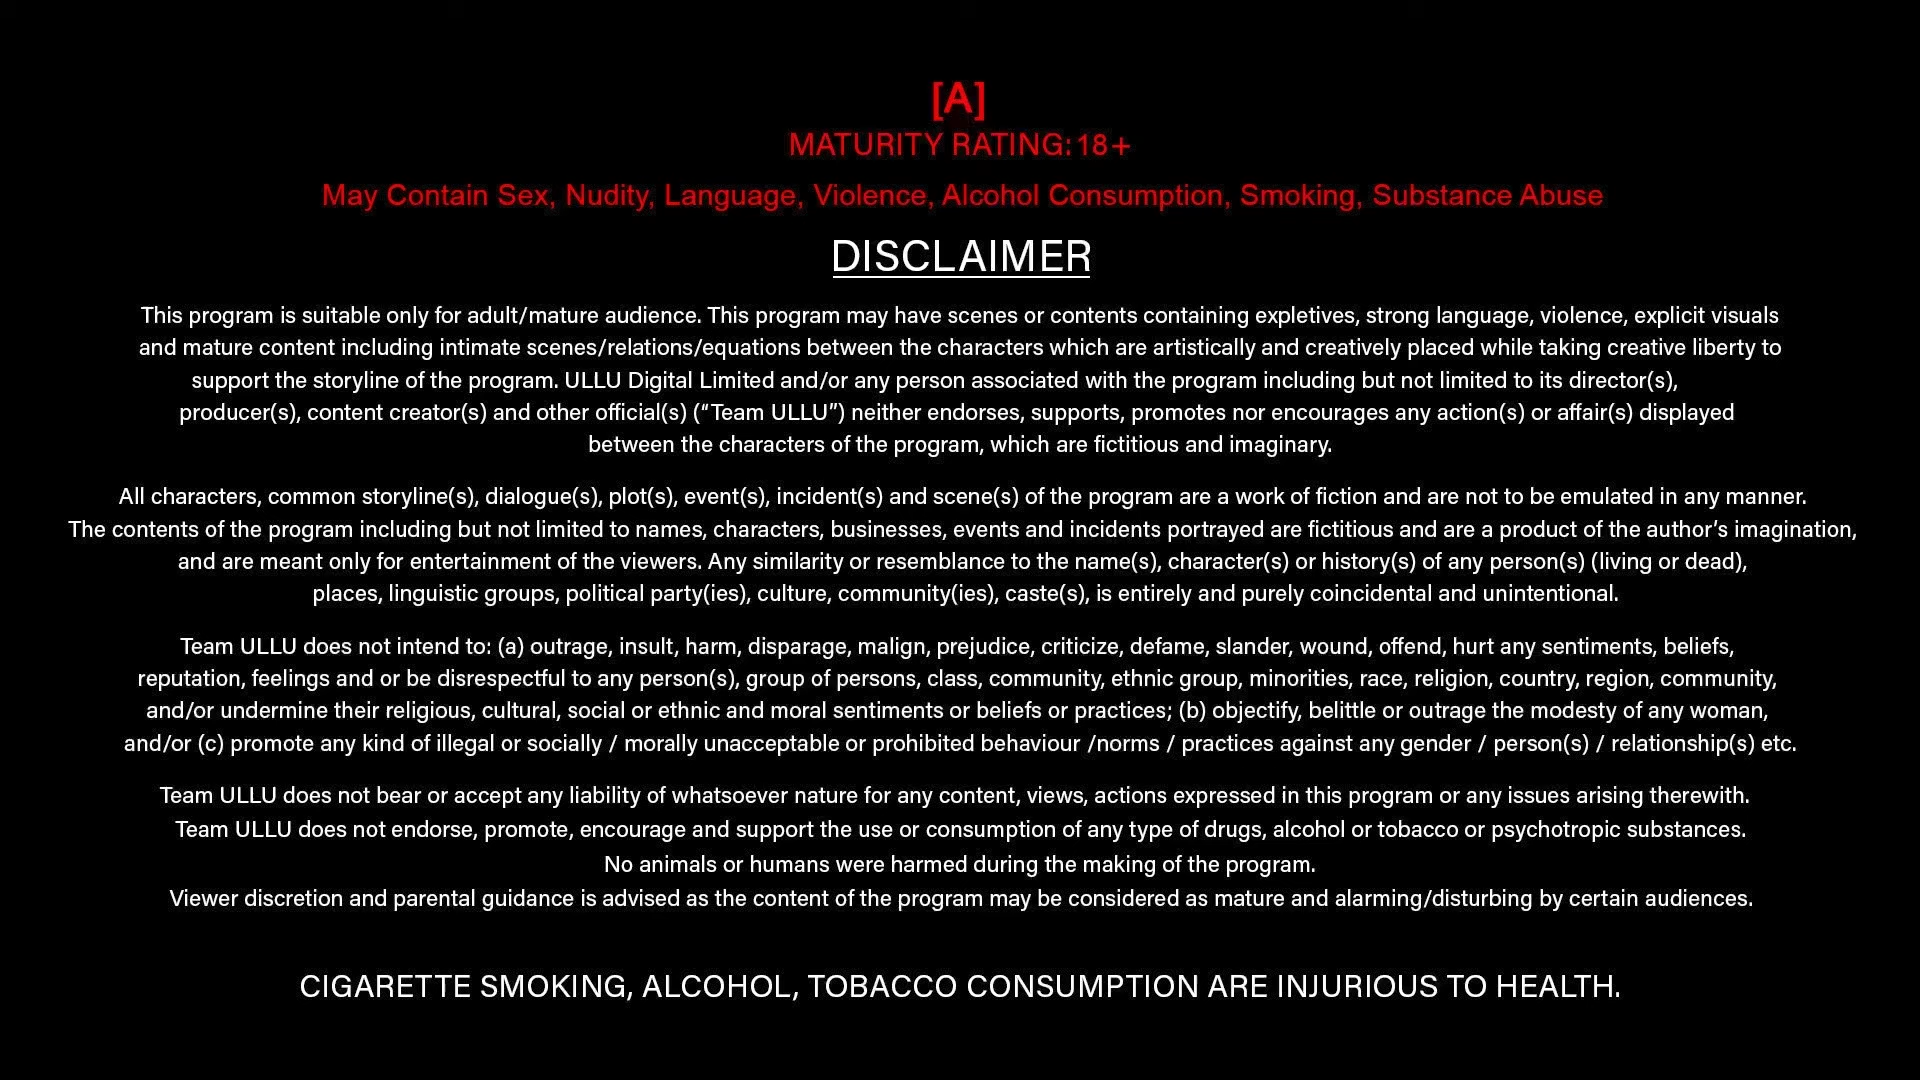 [A]
MATURITY RATING:18+
May Contain Sex, Nudity, Language, Violence, Alcohol Consumption, Smoking, Substance Abuse
DISCLAIMER
This program is suitable only for adult/mature audience. This program may have scenes or contents containing expletives, strong language, violence, explicit visuals
and mature content including intimate scenes/relations/equations between the characters which are artistically and creatively placed while taking creative liberty to
support the storyline of the program. ULLU Digital Limited and/or any person associated with the program including but not limited to its director(s),
producer(s), content creator(s) and other official(s) (“Team ULLU”) neither endorses, supports, promotes nor encourages any action(s) or affair(s) displayed
between the characters of the program, which are fictitious and imaginary.
All characters, common storyline(s), dialogue(s), plot(s), event(s), incident(s) and scene(s) of the program are a work of fiction and are not to be emulated in any manner.
The contents of the program including but not limited to names, characters, businesses, events and incidents portrayed are fictitious and are a product of the author’s imagination,
and are meant only for entertainment of the viewers. Any similarity or resemblance to the name(s), character(s) or history(s) of any person(s) (living or dead),
places, linguistic groups, political party(ies), culture, community(ies), caste(s), is entirely and purely coincidental and unintentional.
Team ULLU does not intend to: (a) outrage, insult, harm, disparage, malign, prejudice, criticize, defame, slander, wound, offend, hurt any sentiments, beliefs,
reputation, feelings and or be disrespectful to any person(s), group of persons, class, community, ethnic group, minorities, race, religion, country, region, community,
and/or undermine their religious, cultural, social or ethnic and moral sentiments or beliefs or practices; (b) objectify, belittle or outrage the modesty of any woman,
and/or (c) promote any kind of illegal or socially / morally unacceptable or prohibited behaviour /norms / practices against any gender / person(s) / relationship(s) etc.
Team ULLU does not bear or accept any liability of whatsoever nature for any content, views, actions expressed in this program or any issues arising therewith.
Team ULLU does not endorse, promote, encourage and support the use or consumption of any type of drugs, alcohol or tobacco or psychotropic substances.
No animals or humans were harmed during the making of the program.
Viewer discretion and parental guidance is advised as the content of the program may be considered as mature and alarming/disturbing by certain audiences.
CIGARETTE SMOKING, ALCOHOL, TOBACCO CONSUMPTION ARE INJURIOUS TO HEALTH.